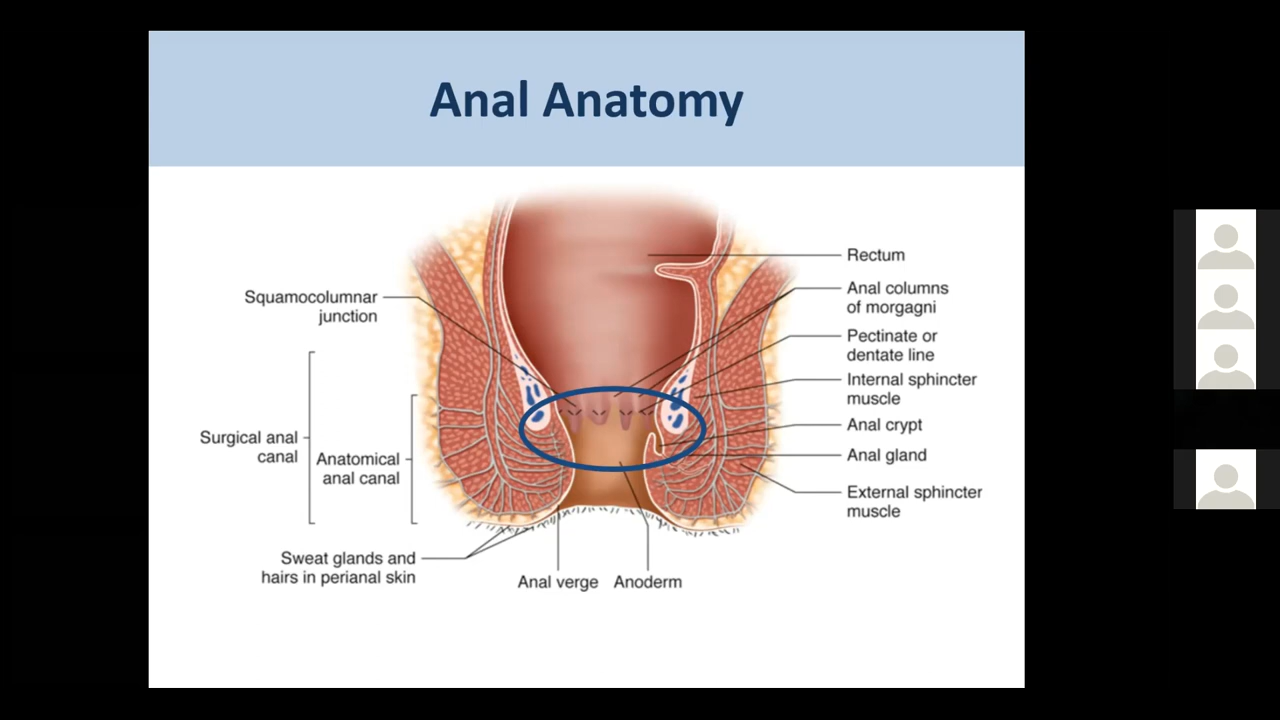 Anal Anatomy
Squamocolumnar
junction
Surgical anal
canal
Anatomical
anal canal
Sweat glands and
hairs in perianal skin
Anal verge
Anoderm
Rectum
Anal columns
of morgagni
Pectinate or
dentate line
Internal sphincter
muscle
Anal crypt
Anal gland
External sphincter
muscle